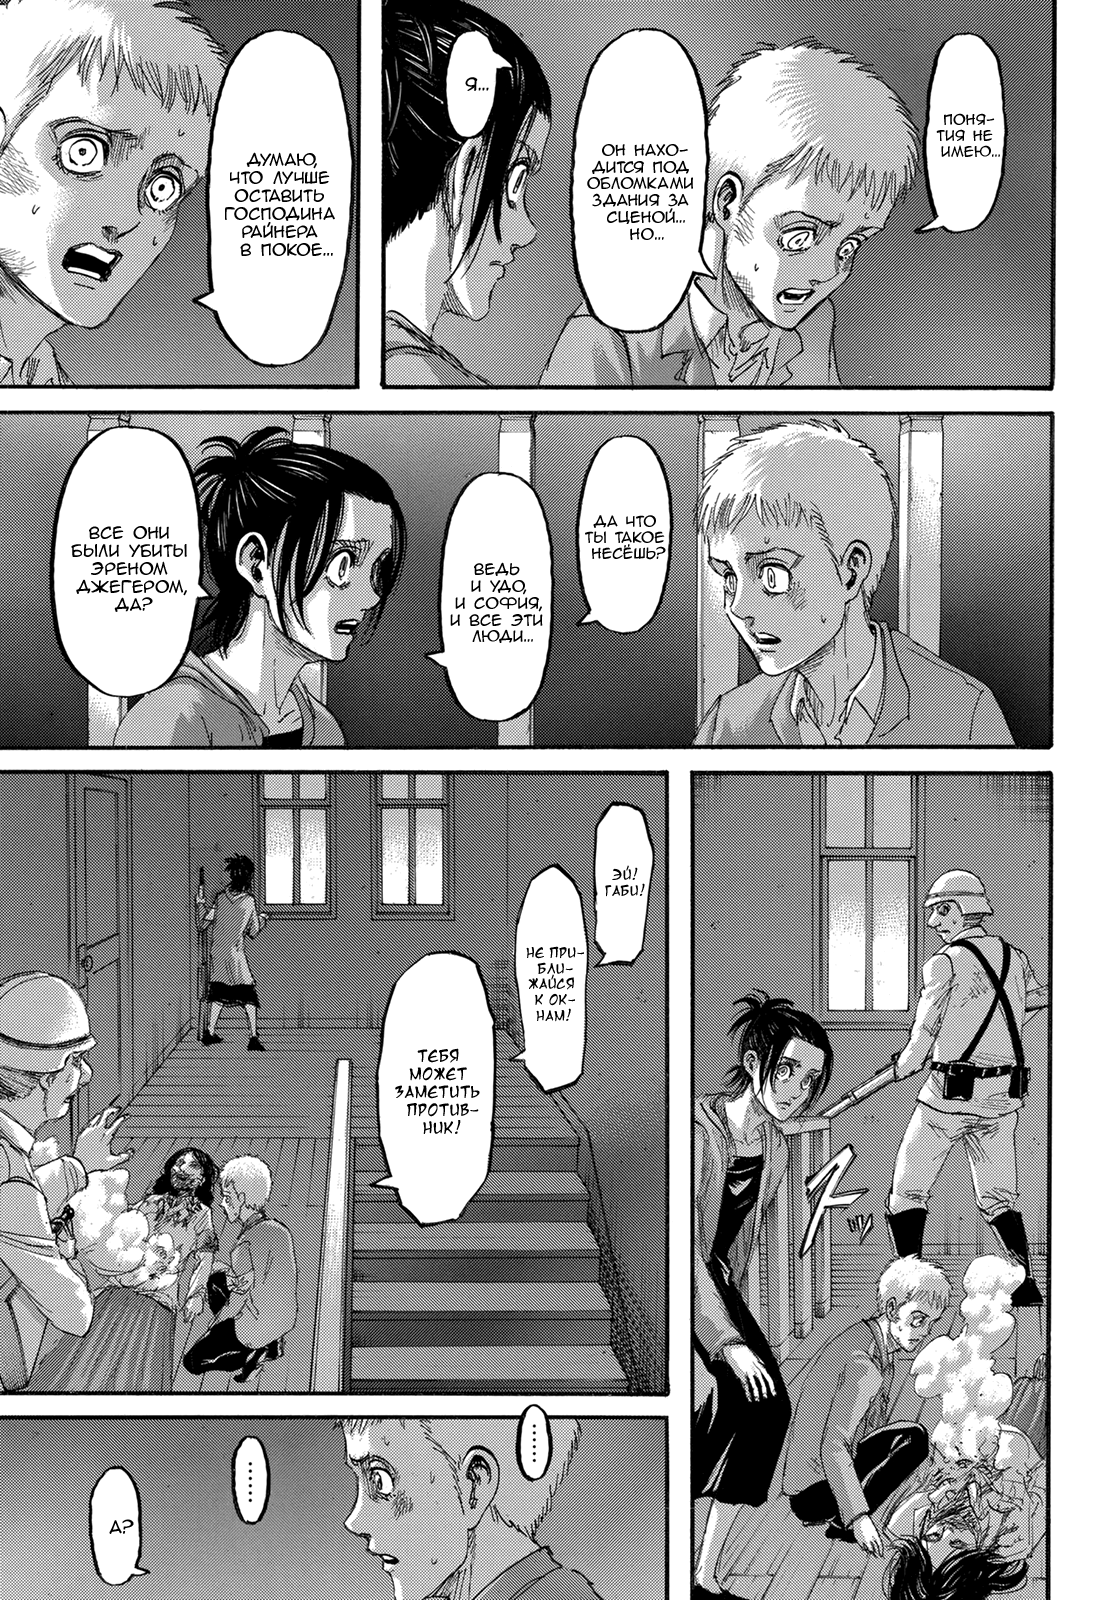 ПОНЯ-
ТИЯ НЕ
ИМЕЮ...
ОН НАХО-
ДИТСЯ ПОД
ОБЛОМКАМИ
ЗДАНИЯ ЗА
СЦЕНОЙ...
НО...
Я...
ДУМАЮ,
ЧТО ЛУЧШЕ
ОСТАВИТЬ
ГОСПОДИНА
РАЙНЕРА
В ПОКОЕ...
ДА ЧТО
ТЫ ТАКОЕ
НЕСЁШЬ?
ВЕДЬ
И УДО,
И СОФИЯ,
И ВСЕ ЭТИ
ЛЮДИ...
ВСЕ ОНИ
БЫЛИ УБИТЫ
ЭРЕНОМ
ДЖЕГЕРОМ,
ДА?
ЭЙ!
ГАБИ!
НЕ ПРИ-
БЛИ-
ЖАЙСЯ
К ОК-
НАМ!
ТЕБЯ
МОЖЕТ
ЗАМЕТИТЬ
ПРОТИВ-
НИК!
.......
.......
А?